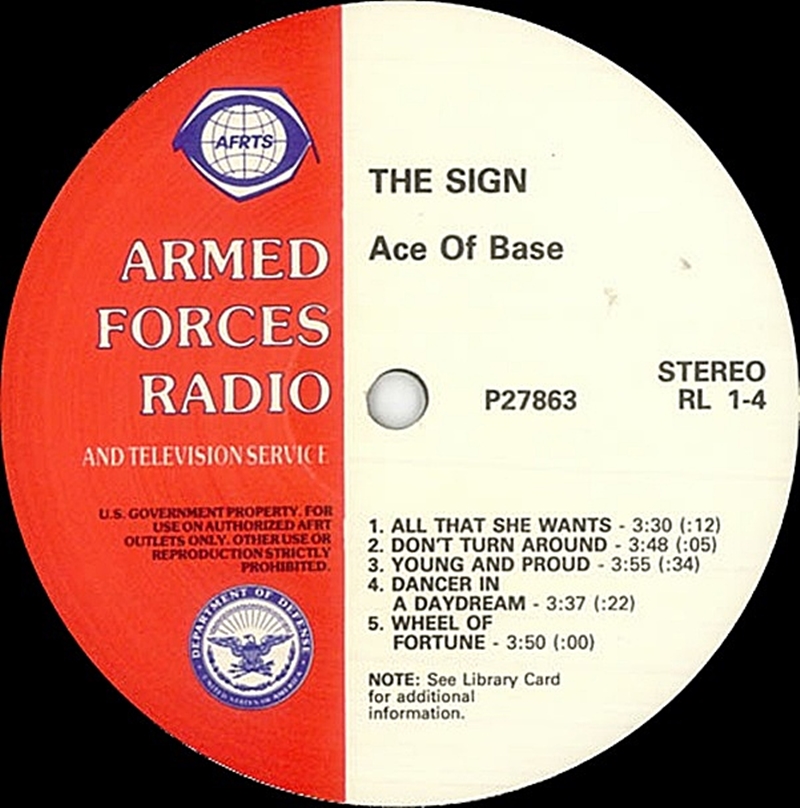 AFRTS
ARMED
FORCES
RADIO
AND TELEVISION SERVICE
U.S. GOVERNMENT PROPERTY. FOR
USE ON AUTHORIZED AFRT
OUTLETS ONLY. OTHER USE OR
REPRODUCTION STRICTLY
PROHIBITED.
DEPARTMENT OF DEFENSE
UNITED STATES OF AMERICA
THE SIGN
Ace Of Base
P27863
STEREO
RL 1-4
1. ALL THAT SHE WANTS - 3:30 (:12)
2. DON'T TURN AROUND - 3:48 (:05)
3. YOUNG AND PROUD - 3:55 (:34)
4. DANCER IN
A DAYDREAM - 3:37 (:22)
5. WHEEL OF
FORTUNE - 3:50 (:00)
NOTE: See Library Card
for additional
information.